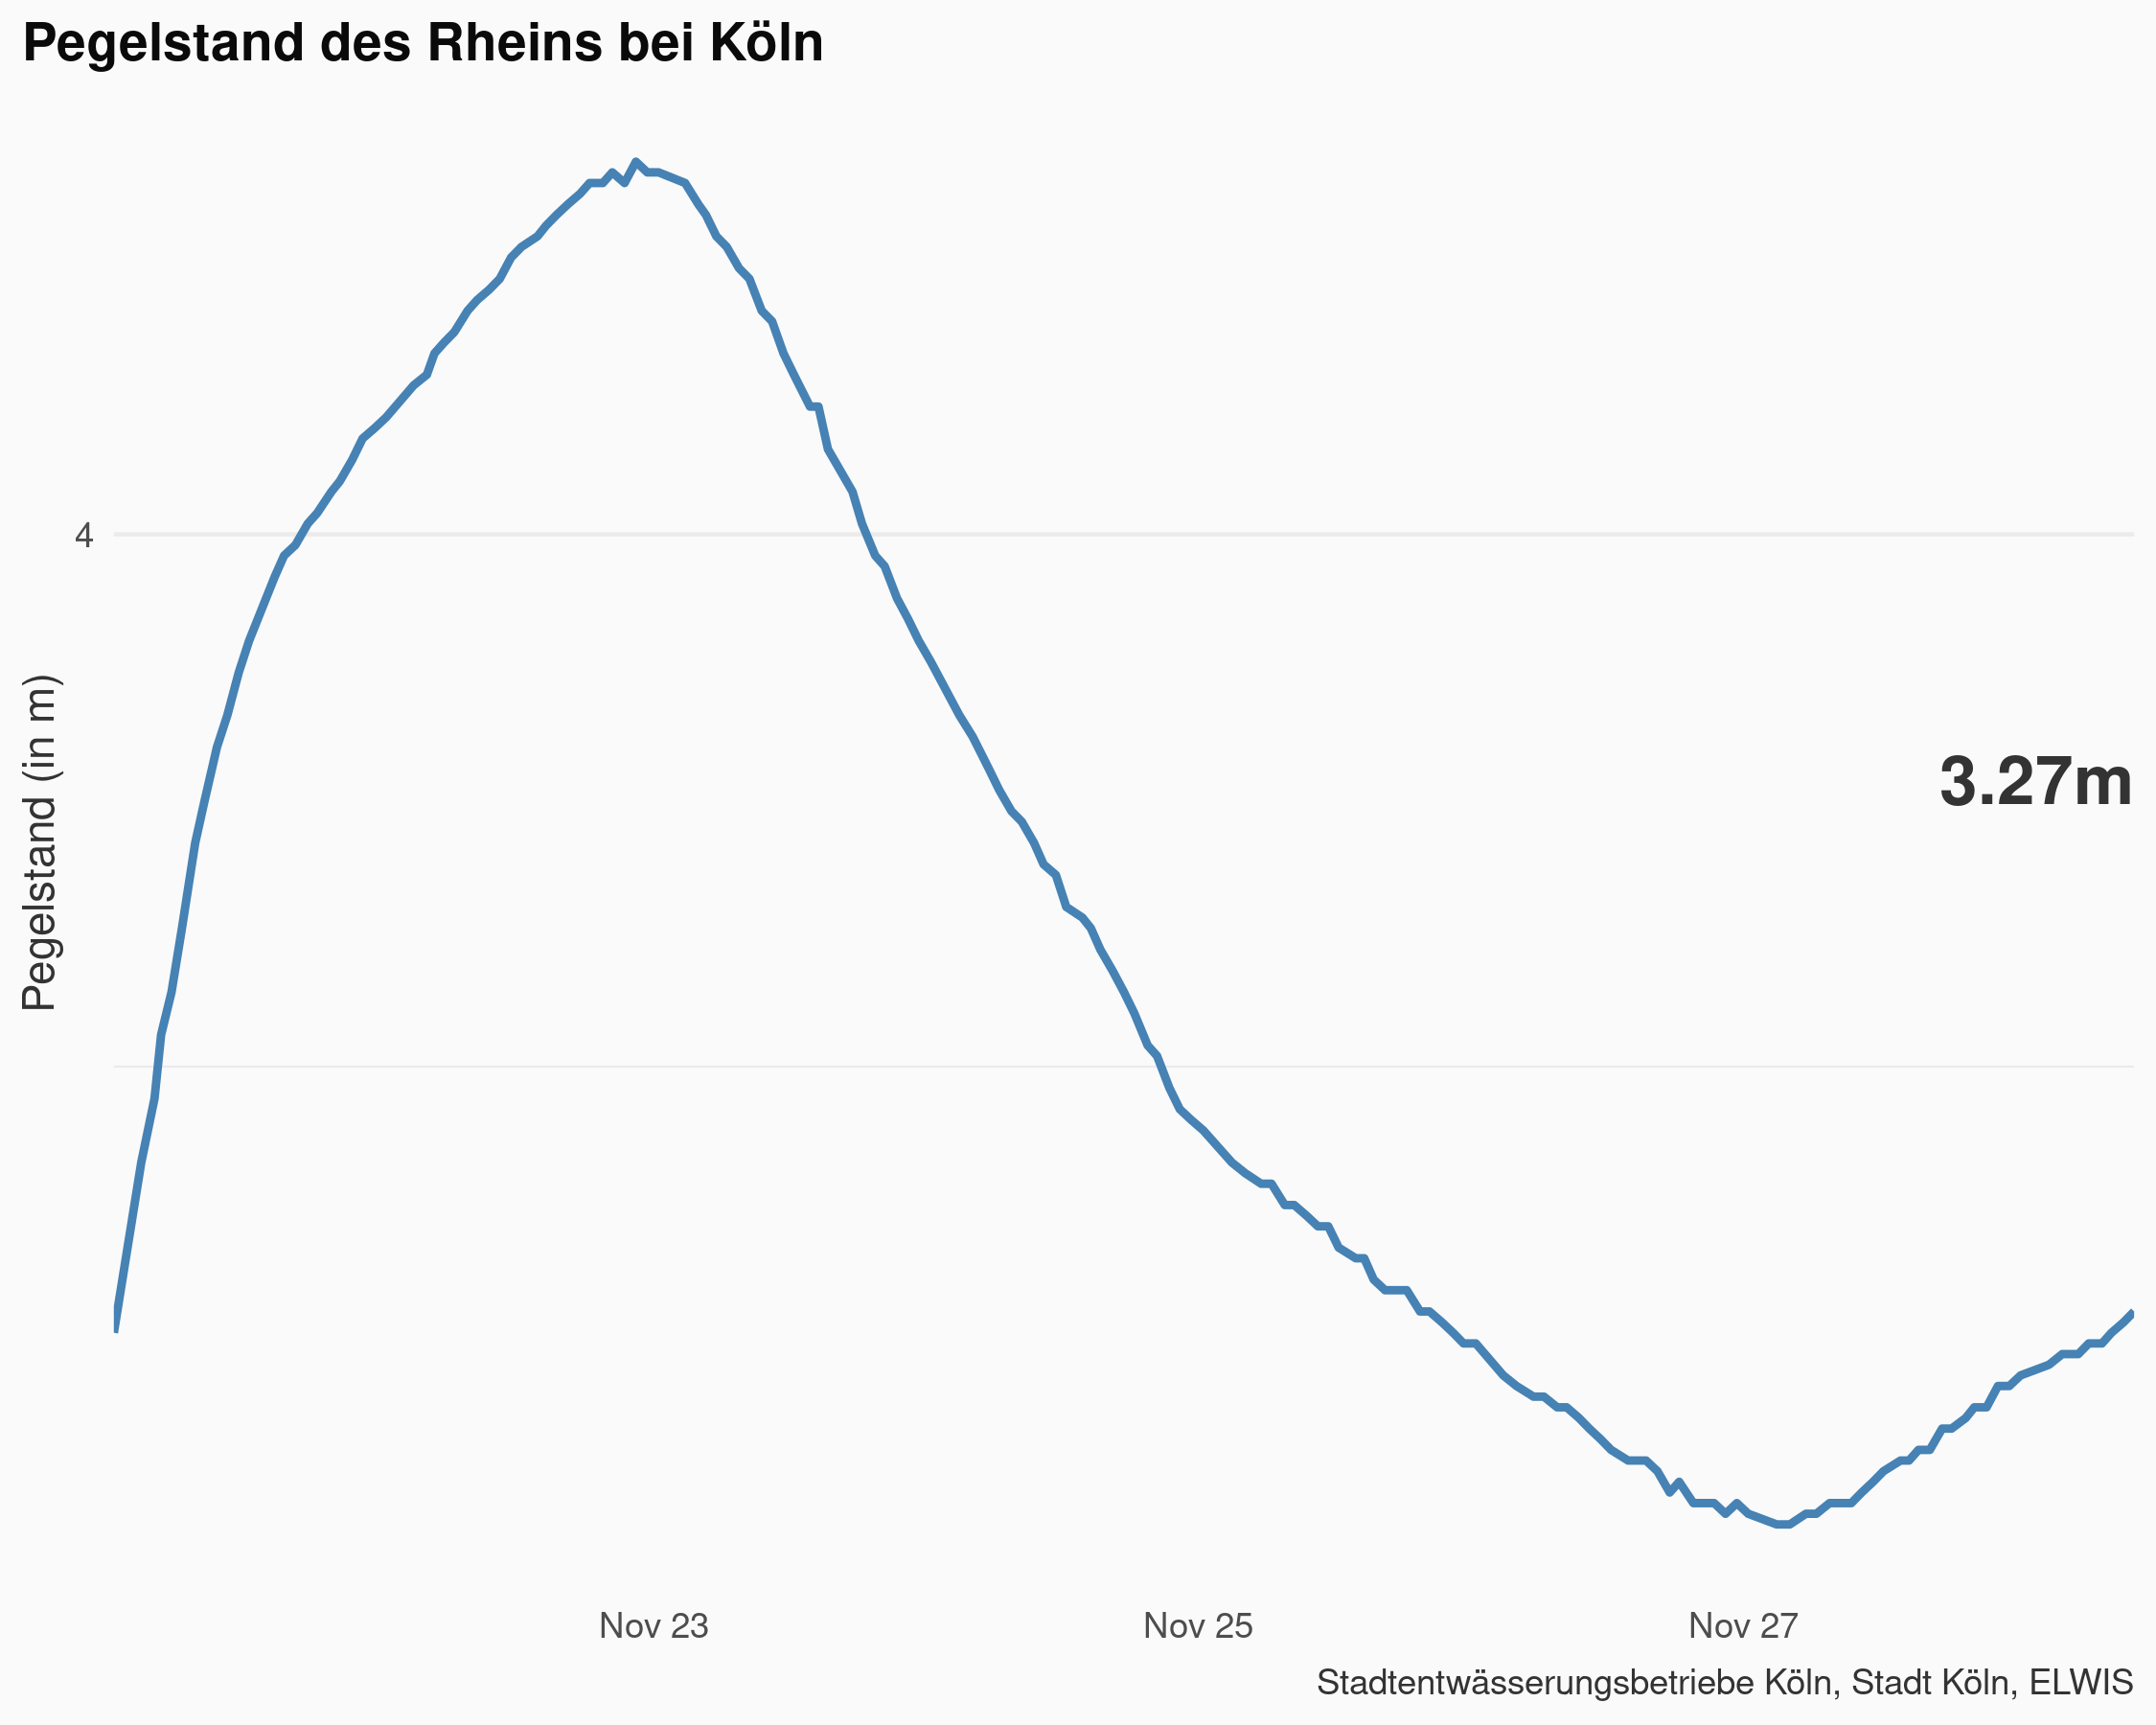 Pegelstand des Rheins bei Köln
4
Pegelstand (in m)
3.27m
Nov 23
Nov 25
Nov 27
Stadtentwässerungsbetriebe Köln, Stadt Köln, ELWIS